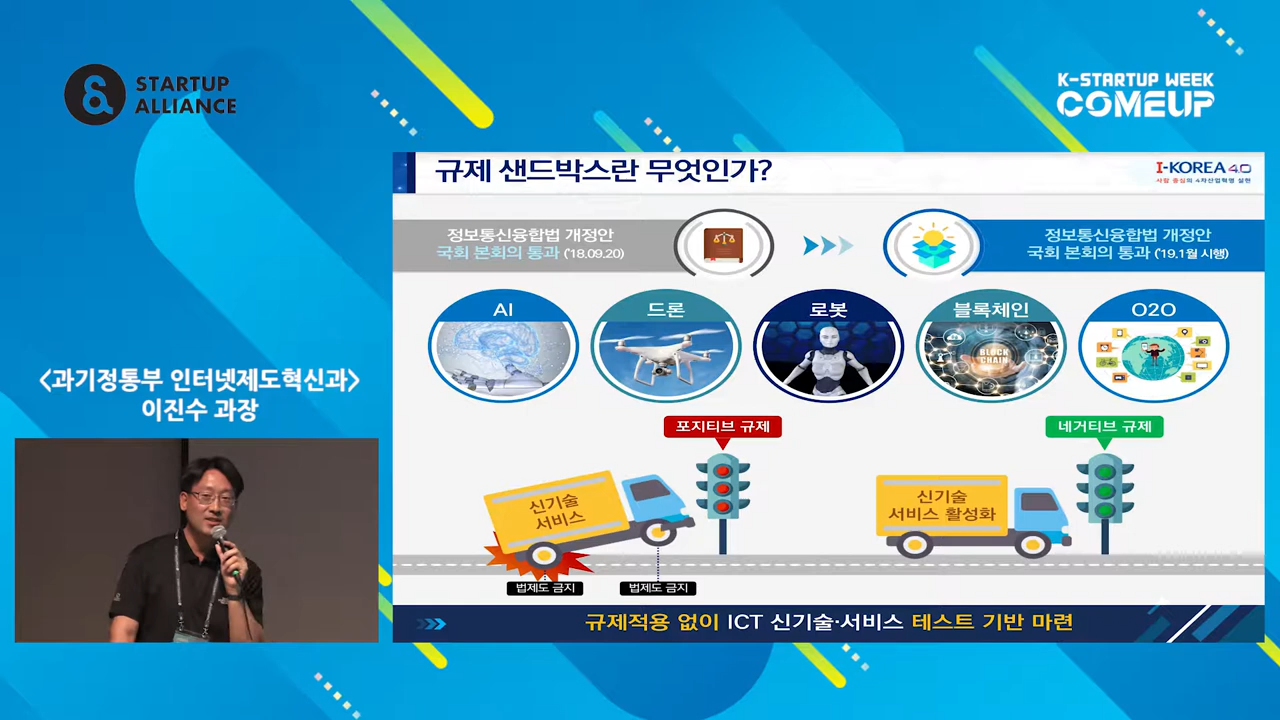 STARTUP
ALLIANCE
K-STARTUP WEEK
COMEUP
규제 샌드박스란 무엇인가?
I-KOREA 4.0
사람 중심의 4차산업혁명 실현
정보통신융합법 개정안
국회 본회의 통과 ('18.09.20)
정보통신융합법 개정안
국회 본회의 통과 ('19.1월 시행)
AI
드론
로봇
블록체인
O2O
BLOCK
CHAIN
<과기정통부 인터넷제도혁신과>
이진수 과장
포지티브 규제
네거티브 규제
신기술
서비스
신기술
서비스 활성화
법제도 금지
법제도 금지
규제적용 없이 ICT 신기술·서비스 테스트 기반 마련